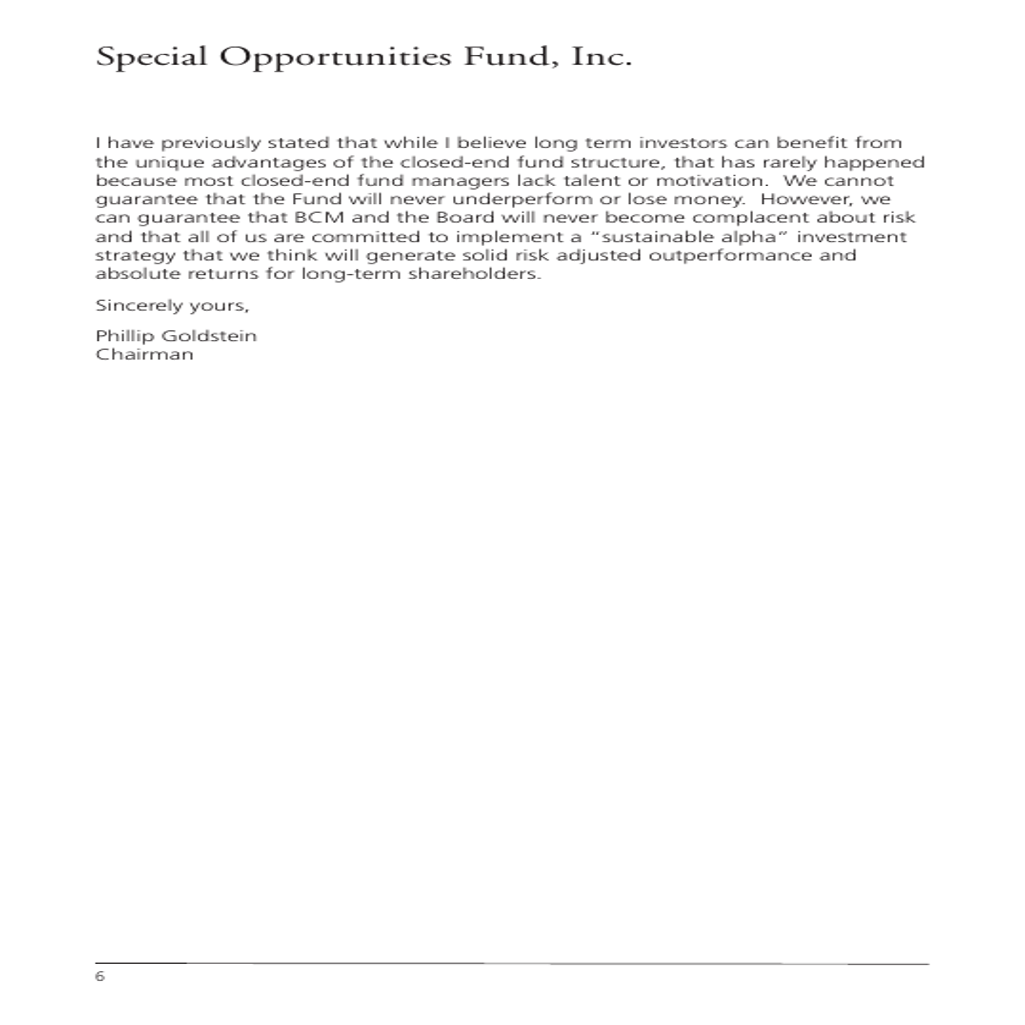 Special Opportunities Fund, Inc.
I have previously stated that while I believe long term investors can benefit from
the unique advantages of the closed-end fund structure, that has rarely happened
because most closed-end fund managers lack talent or motivation.  We cannot
guarantee that the Fund will never underperform or lose money.  However, we
can guarantee that BCM and the Board will never become complacent about risk
and that all of us are committed to implement a “sustainable alpha” investment
strategy that we think will generate solid risk adjusted outperformance and
absolute returns for long-term shareholders.
Sincerely yours,
Phillip Goldstein
Chairman
6